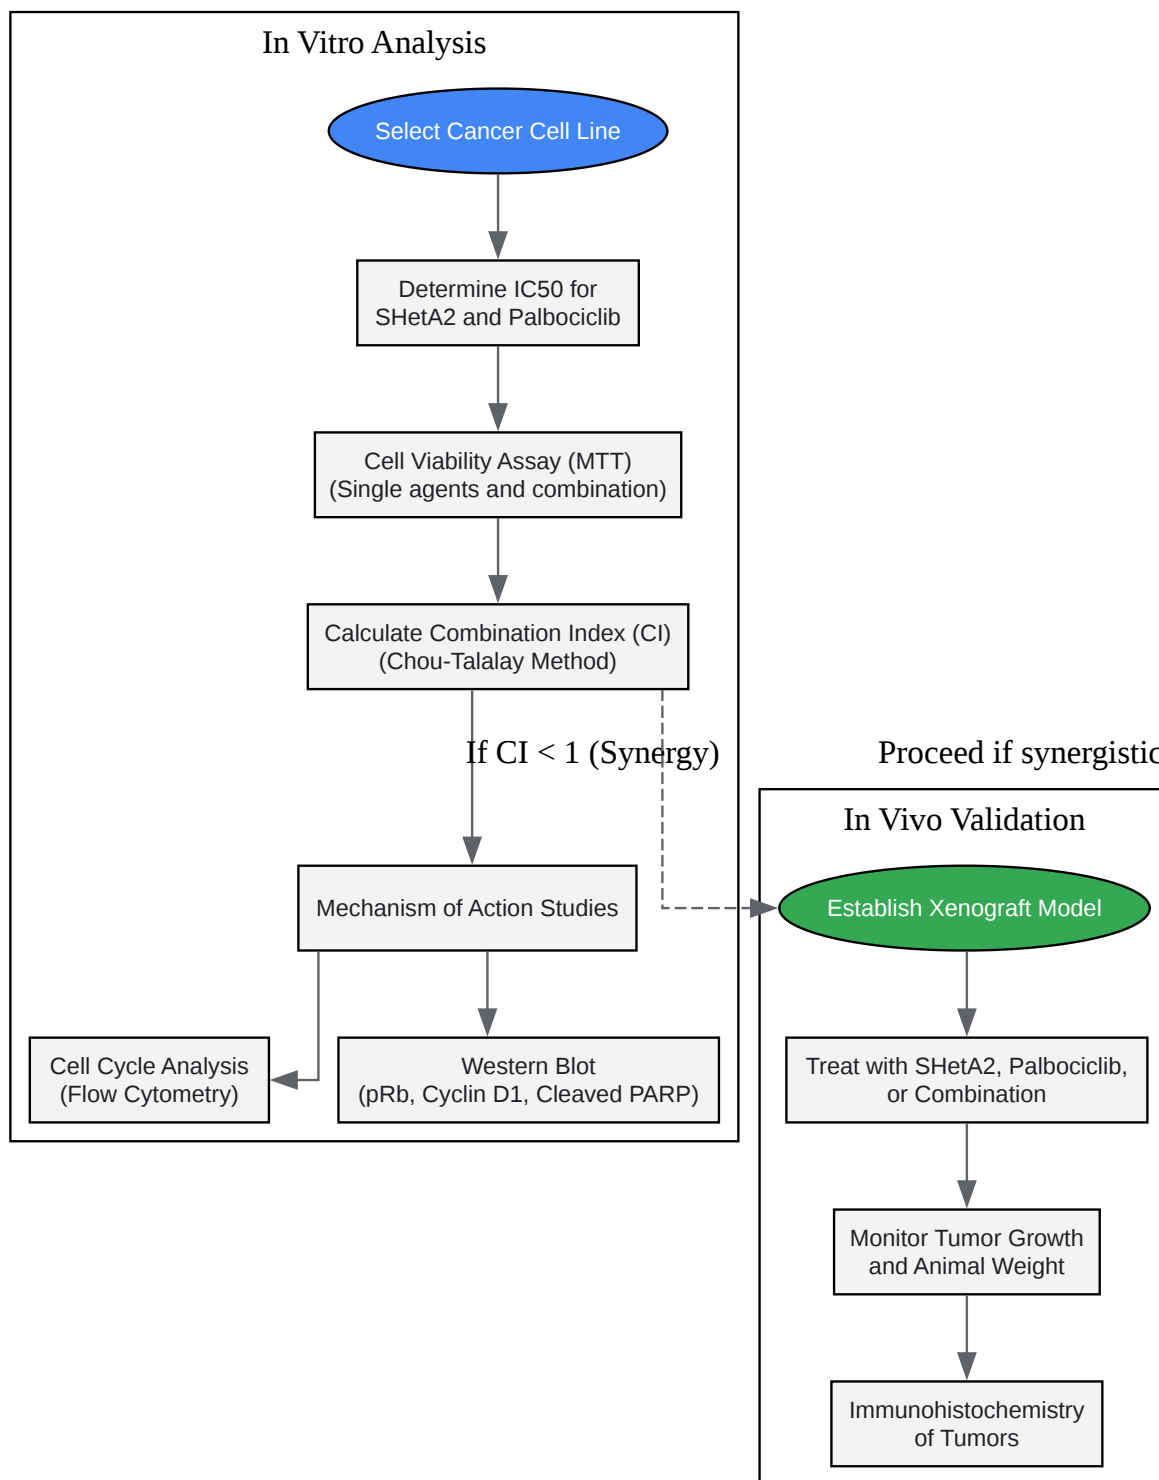 In Vitro Analysis
Select Cancer Cell Line
Determine IC50 for
SHetA2 and Palbociclib
Cell Viability Assay (MTT)
(Single agents and combination)
Calculate Combination Index (CI)
(Chou-Talalay Method)
If CI < 1 (Synergy)
Mechanism of Action Studies
Cell Cycle Analysis
(Flow Cytometry)
Western Blot
(pRb, Cyclin D1, Cleaved PARP)
Proceed if synergistic
In Vivo Validation
Establish Xenograft Model
Treat with SHetA2, Palbociclib,
or Combination
Monitor Tumor Growth
and Animal Weight
Immunohistochemistry
of Tumors